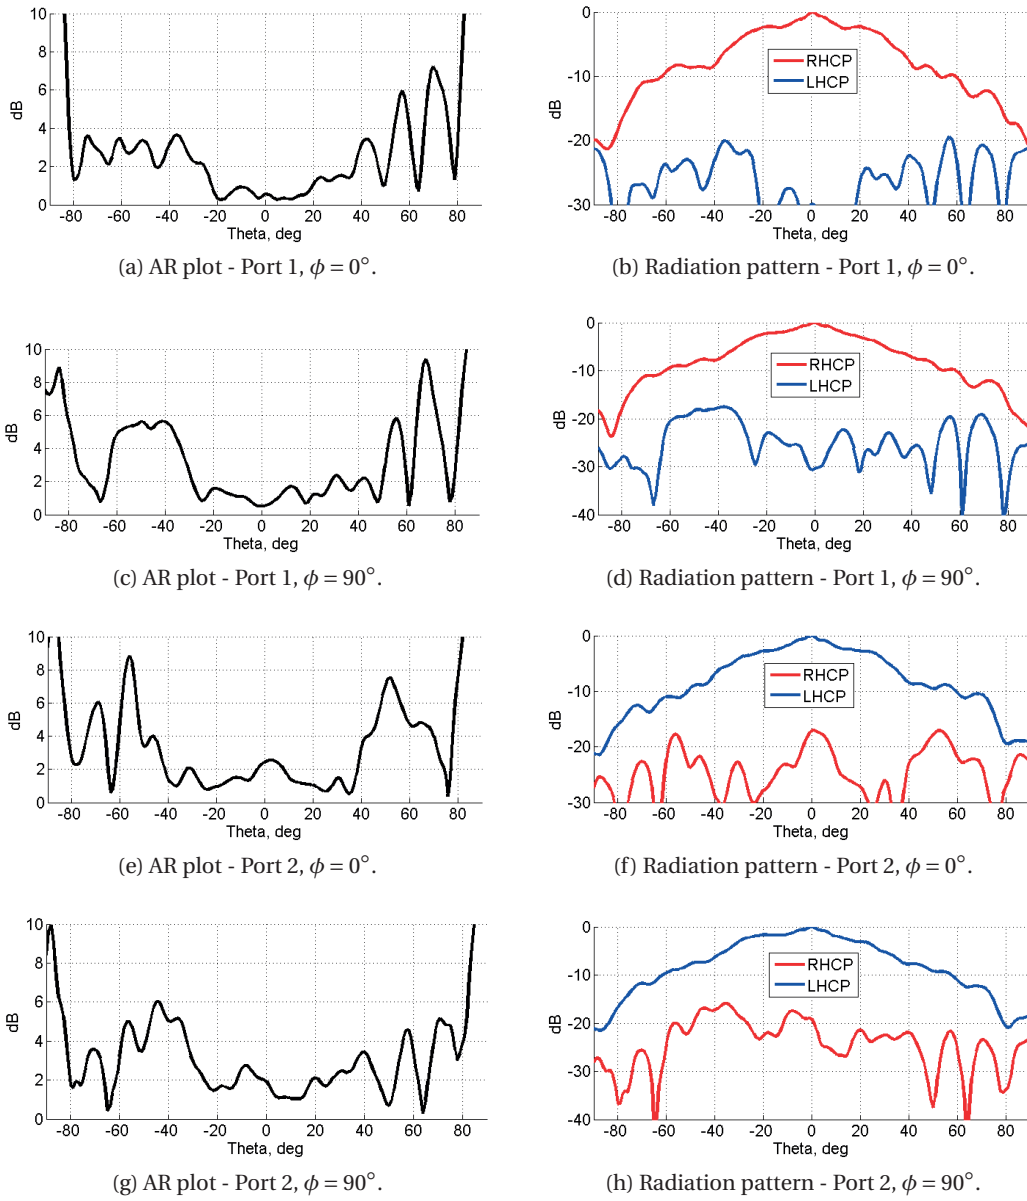 10
8
6
4
2
0
dB
-80 -60 -40 -20 0 20 40 60 80
Theta, deg
(a) AR plot - Port 1, ϕ = 0°.
0
-10
-20
-30
dB
RHCP
LHCP
-80 -60 -40 -20 0 20 40 60 80
Theta, deg
(b) Radiation pattern - Port 1, ϕ = 0°.
10
8
6
4
2
0
dB
-80 -60 -40 -20 0 20 40 60 80
Theta, deg
(c) AR plot - Port 1, ϕ = 90°.
0
-10
-20
-30
-40
dB
RHCP
LHCP
-80 -60 -40 -20 0 20 40 60 80
Theta, deg
(d) Radiation pattern - Port 1, ϕ = 90°.
10
8
6
4
2
0
dB
-80 -60 -40 -20 0 20 40 60 80
Theta, deg
(e) AR plot - Port 2, ϕ = 0°.
0
-10
-20
-30
dB
RHCP
LHCP
-80 -60 -40 -20 0 20 40 60 80
Theta, deg
(f) Radiation pattern - Port 2, ϕ = 0°.
10
8
6
4
2
0
dB
-80 -60 -40 -20 0 20 40 60 80
Theta, deg
(g) AR plot - Port 2, ϕ = 90°.
0
-10
-20
-30
-40
dB
RHCP
LHCP
-80 -60 -40 -20 0 20 40 60 80
Theta, deg
(h) Radiation pattern - Port 2, ϕ = 90°.